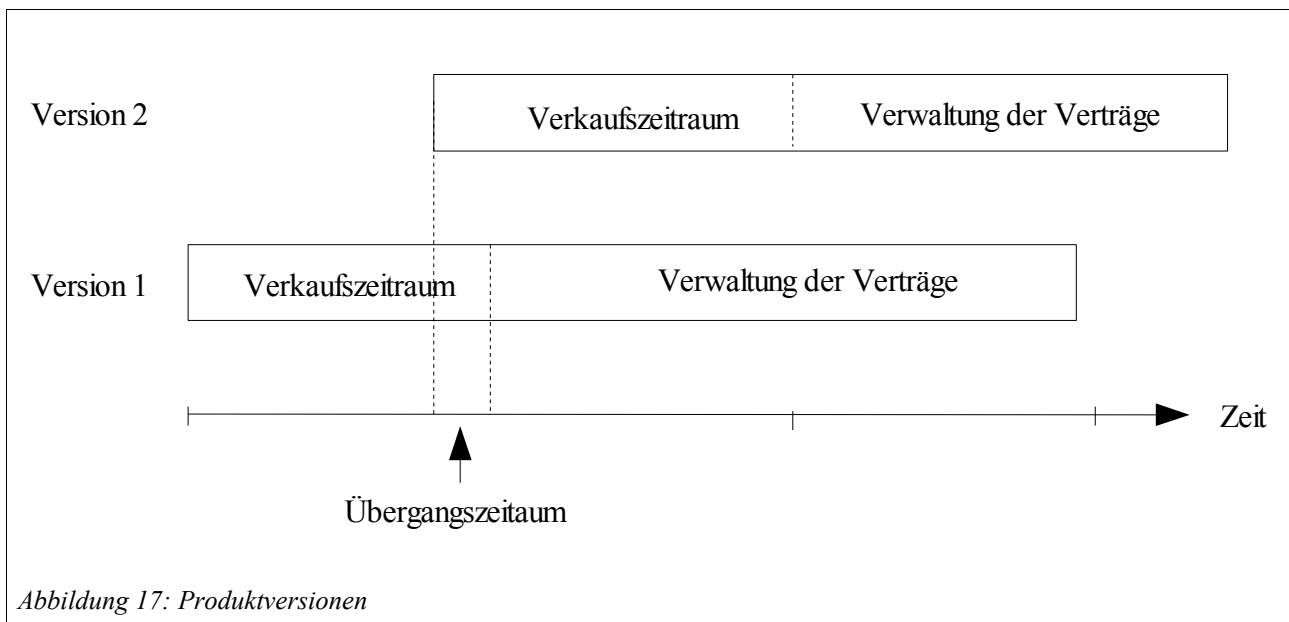 Version 2
Verkaufszeitraum
Verwaltung der Verträge
Version 1
Verkaufszeitraum
Verwaltung der Verträge
Zeit
Übergangszeitaum
Abbildung 17: Produktversionen